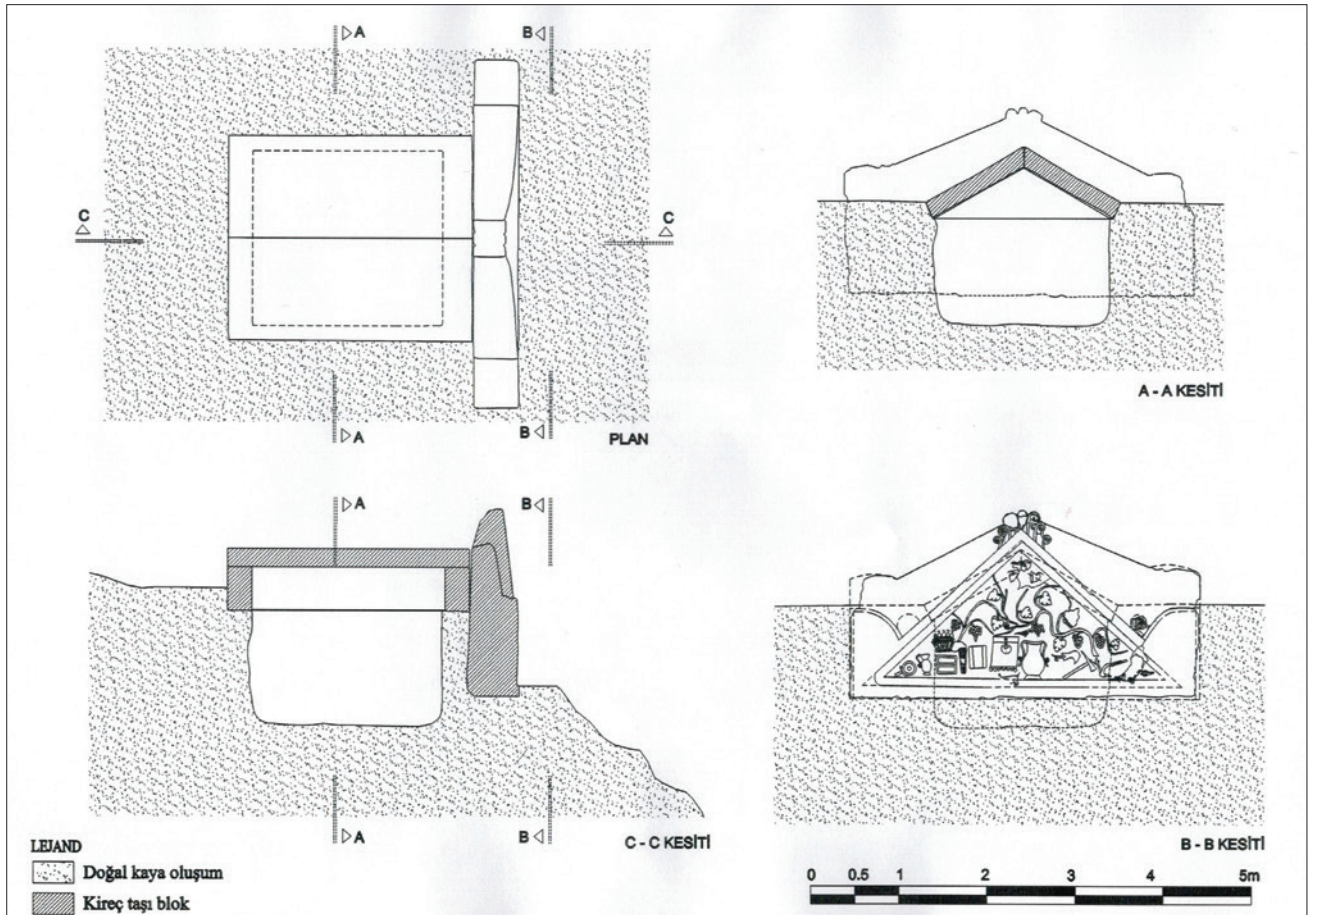 A B
C C
A B
PLAN
A - A KESİTİ
A B
A B
C - C KESİTİ
B - B KESİTİ
LEJAND
Doğal kaya oluşum
Kireç taşı blok
0 0.5 1 2 3 4 5m